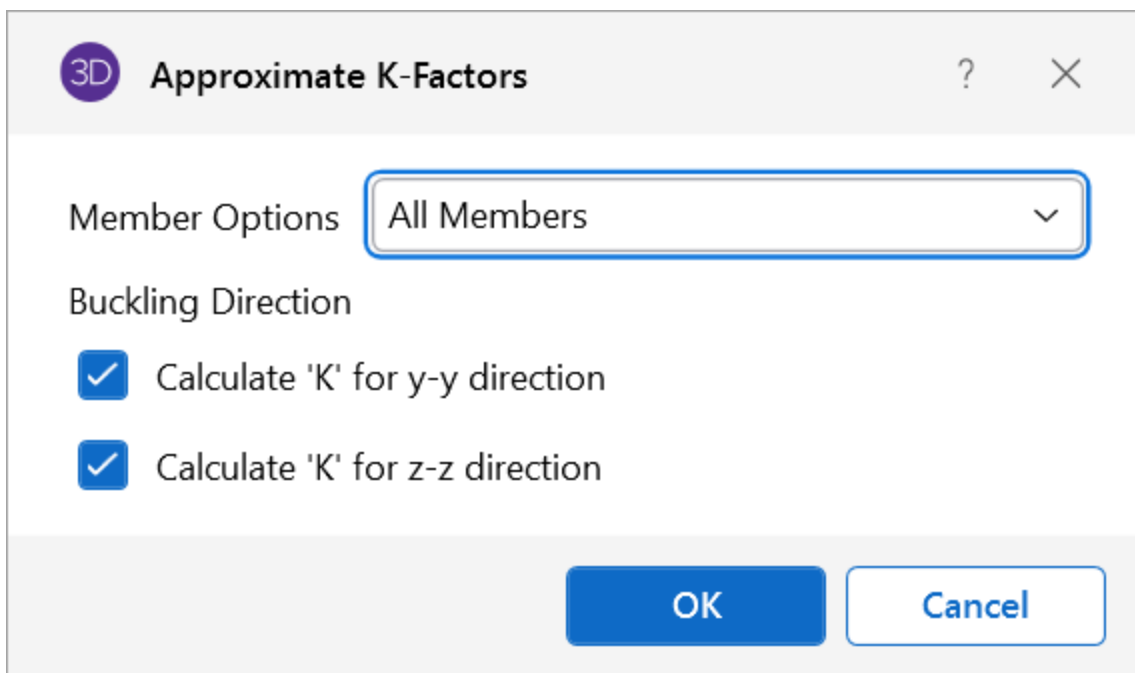 3D Approximate K-Factors ?
Member Options All Members
Buckling Direction
Calculate 'K' for y-y direction
Calculate 'K' for z-z direction
OK Cancel